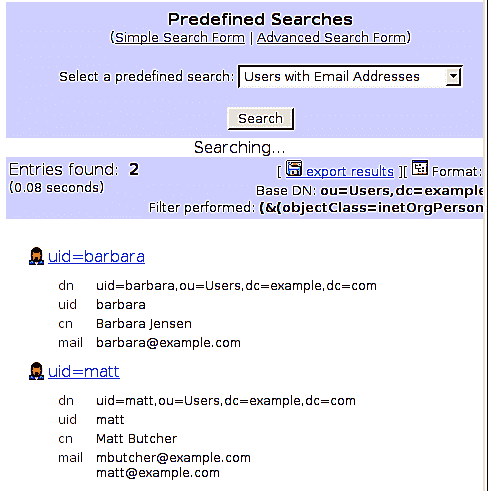 Predefined Searches
(Simple Search Form | Advanced Search Form)
Select a predefined search: Users with Email Addresses
Search
Searching...
Entries found: 2 [ export results ][ Format:
(0.08 seconds) Base DN: ou=Users,dc=example
Filter performed: (&(objectClass=inetOrgPerson
uid=barbara
dn uid=barbara,ou=Users,dc=example,dc=com
uid barbara
cn Barbara Jensen
mail barbara@example.com
uid=matt
dn uid=matt,ou=Users,dc=example,dc=com
uid matt
cn Matt Butcher
mail mbutcher@example.com
matt@example.com